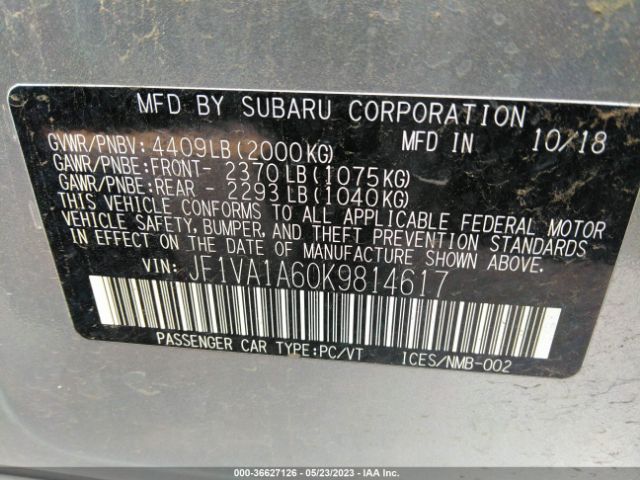 MFD BY SUBARU CORPORATION
GVWR/PNBV: 4409LB(2000KG) MFD IN 10/18
GAWR/PNBE:FRONT- 2370LB(1075KG)
GAWR/PNBE:REAR - 2293LB(1040KG)
THIS VEHICLE CONFORMS TO ALL APPLICABLE FEDERAL MOTOR
VEHICLE SAFETY, BUMPER, AND THEFT PREVENTION STANDARDS
IN EFFECT ON THE DATE OF MANUFACTURE SHOWN ABOVE.
VIN: JF1VA1A60K9814617
PASSENGER CAR TYPE:PC/VT ICES/NMB-002
000-36627126 - 05/23/2023 - IAA Inc.